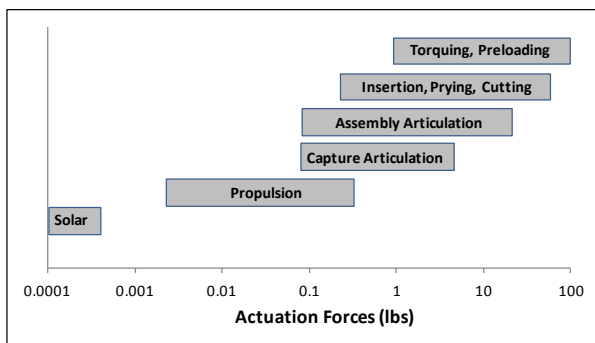 Torquing, Preloading
Insertion, Prying, Cutting
Assembly Articulation
Capture Articulation
Propulsion
Solar
0.0001 0.001 0.01 0.1 1 10 100
Actuation Forces (lbs)